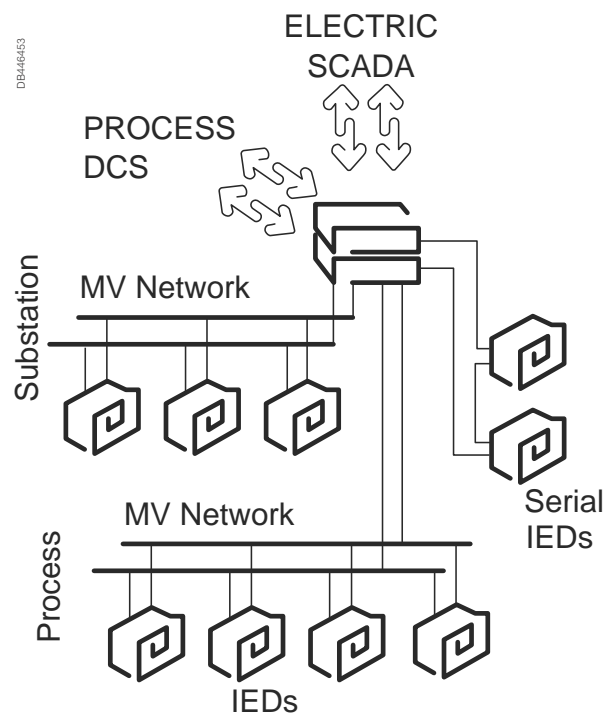 DB446453
ELECTRIC
SCADA
PROCESS
DCS
Substation
MV Network
Serial
IEDs
MV Network
Process
IEDs